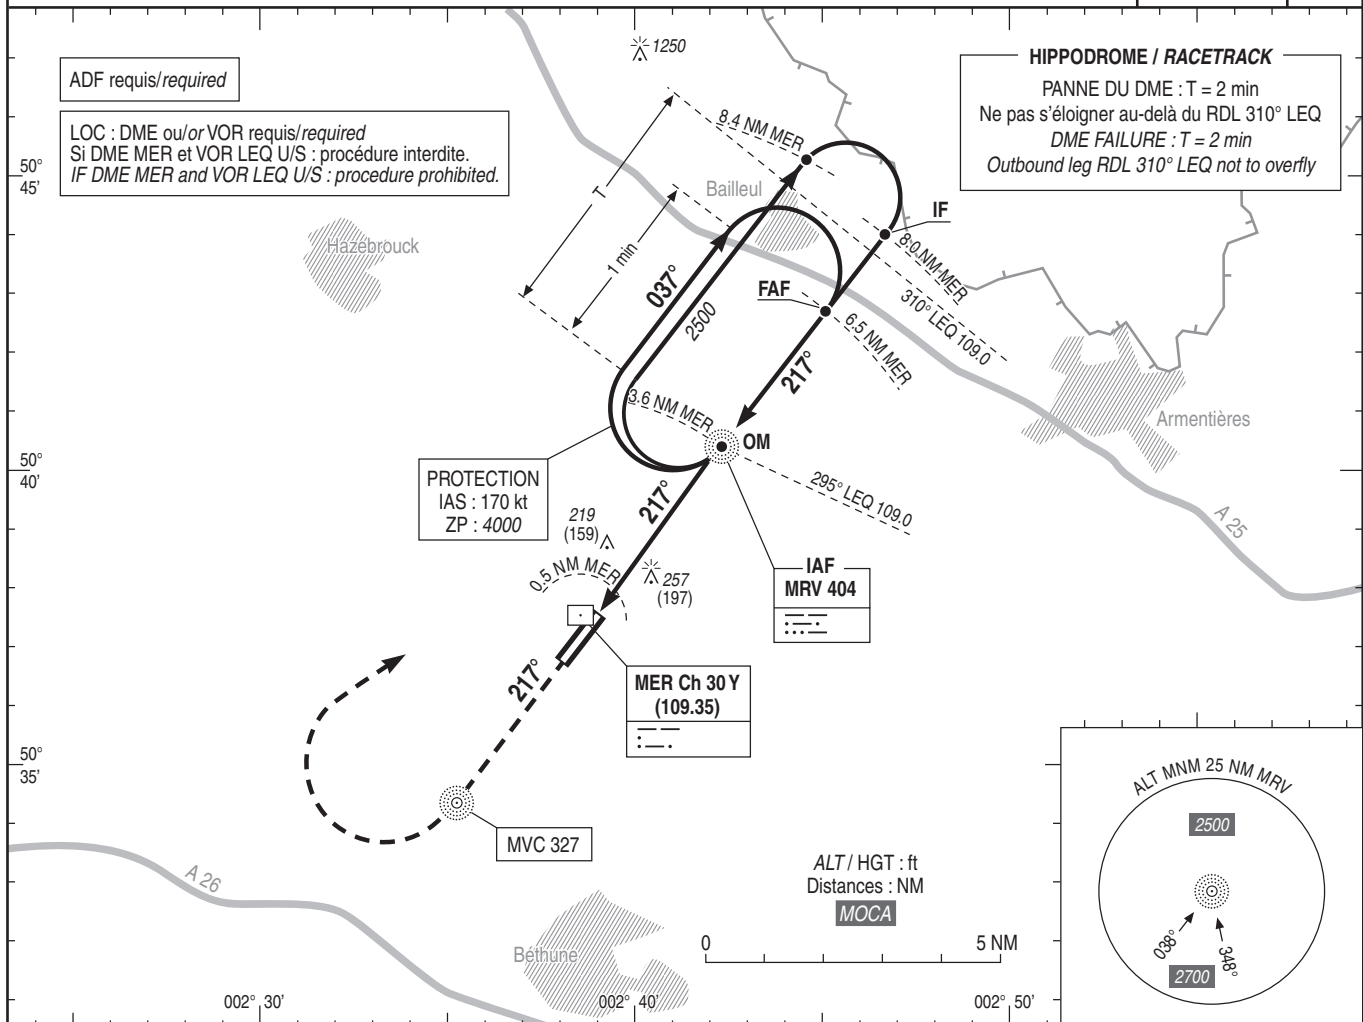 ADF requis/required
LOC : DME ou/or VOR requis/required
Si DME MER et VOR LEQ U/S : procédure interdite.
IF DME MER and VOR LEQ U/S : procedure prohibited.
1250
HIPPODROME / RACETRACK
PANNE DU DME : T = 2 min
Ne pas s'éloigner au-delà du RDL 310° LEQ
DME FAILURE : T = 2 min
Outbound leg RDL 310° LEQ not to overfly
50°
45'
8.4 NM MER
Bailleul
T
1 min
IF
8.0 NM MER
Hazebrouck
037°
2500
FAF
310° LEQ 109.0
6.5 NM MER
217°
3.6 NM MER
OM
Armentières
50°
40'
PROTECTION
IAS : 170 kt
ZP : 4000
217°
295° LEQ 109.0
A 25
219
(159)
0.5 NM MER
257
(197)
IAF
MRV 404
217°
MER Ch 30 Y
(109.35)
50°
35'
MVC 327
A 26
ALT / HGT : ft
Distances : NM
MOCA
0
5 NM
Béthune
ALT MNM 25 NM MRV
2500
038°
348°
2700
002° 30'
002° 40'
002° 50'